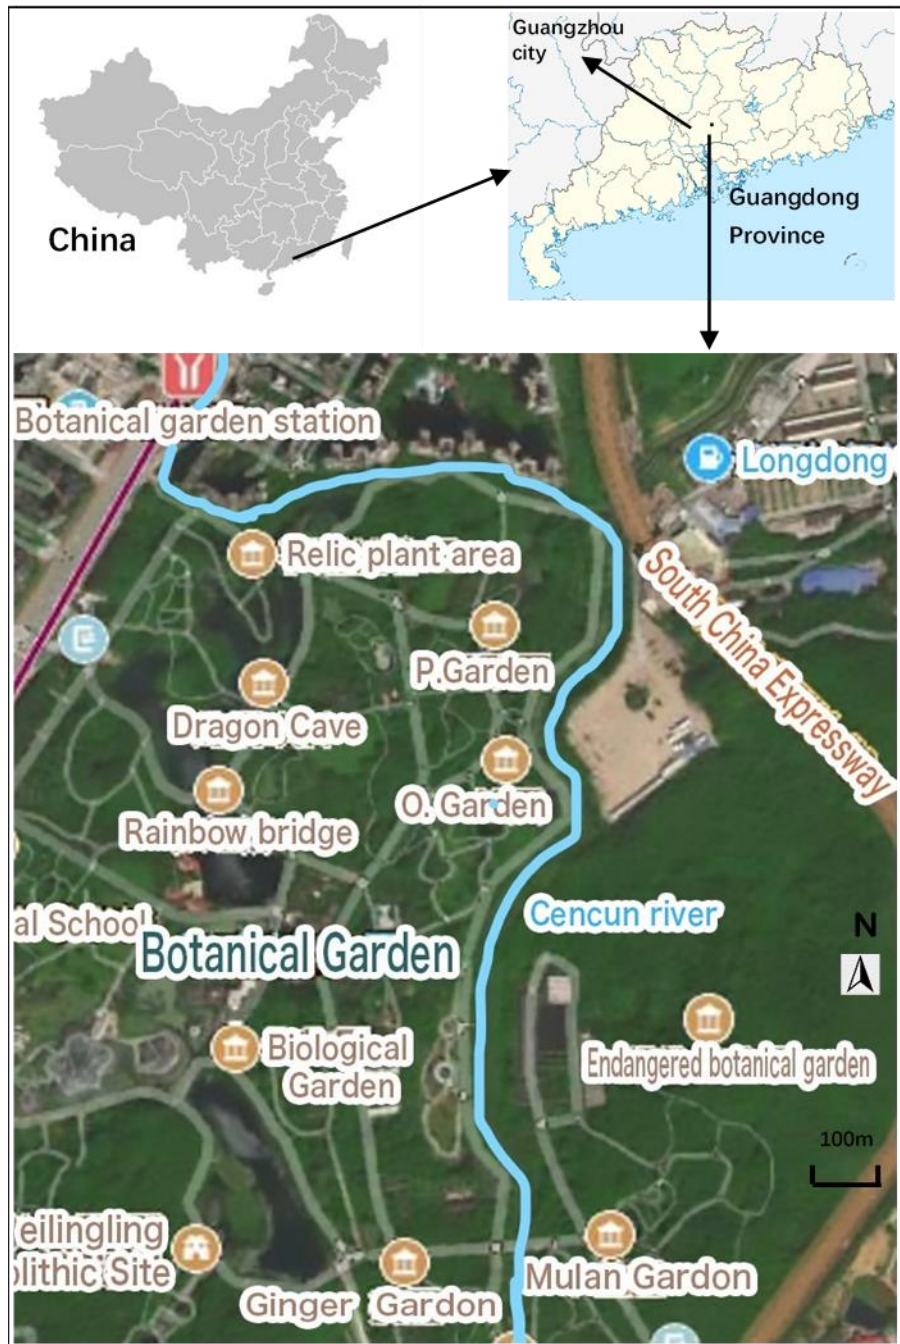 Guangzhou
city
China
Guangdong
Province
Botanical garden station
Longdong
Relic plant area
South China Expressway
P.Garden
Dragon Cave
O. Garden
Rainbow bridge
Cencun river
al School
N
Botanical Garden
Biological
Garden
Endangered botanical garden
100m
eilingling
olithic Site
Mulan Gardon
Ginger Gardon